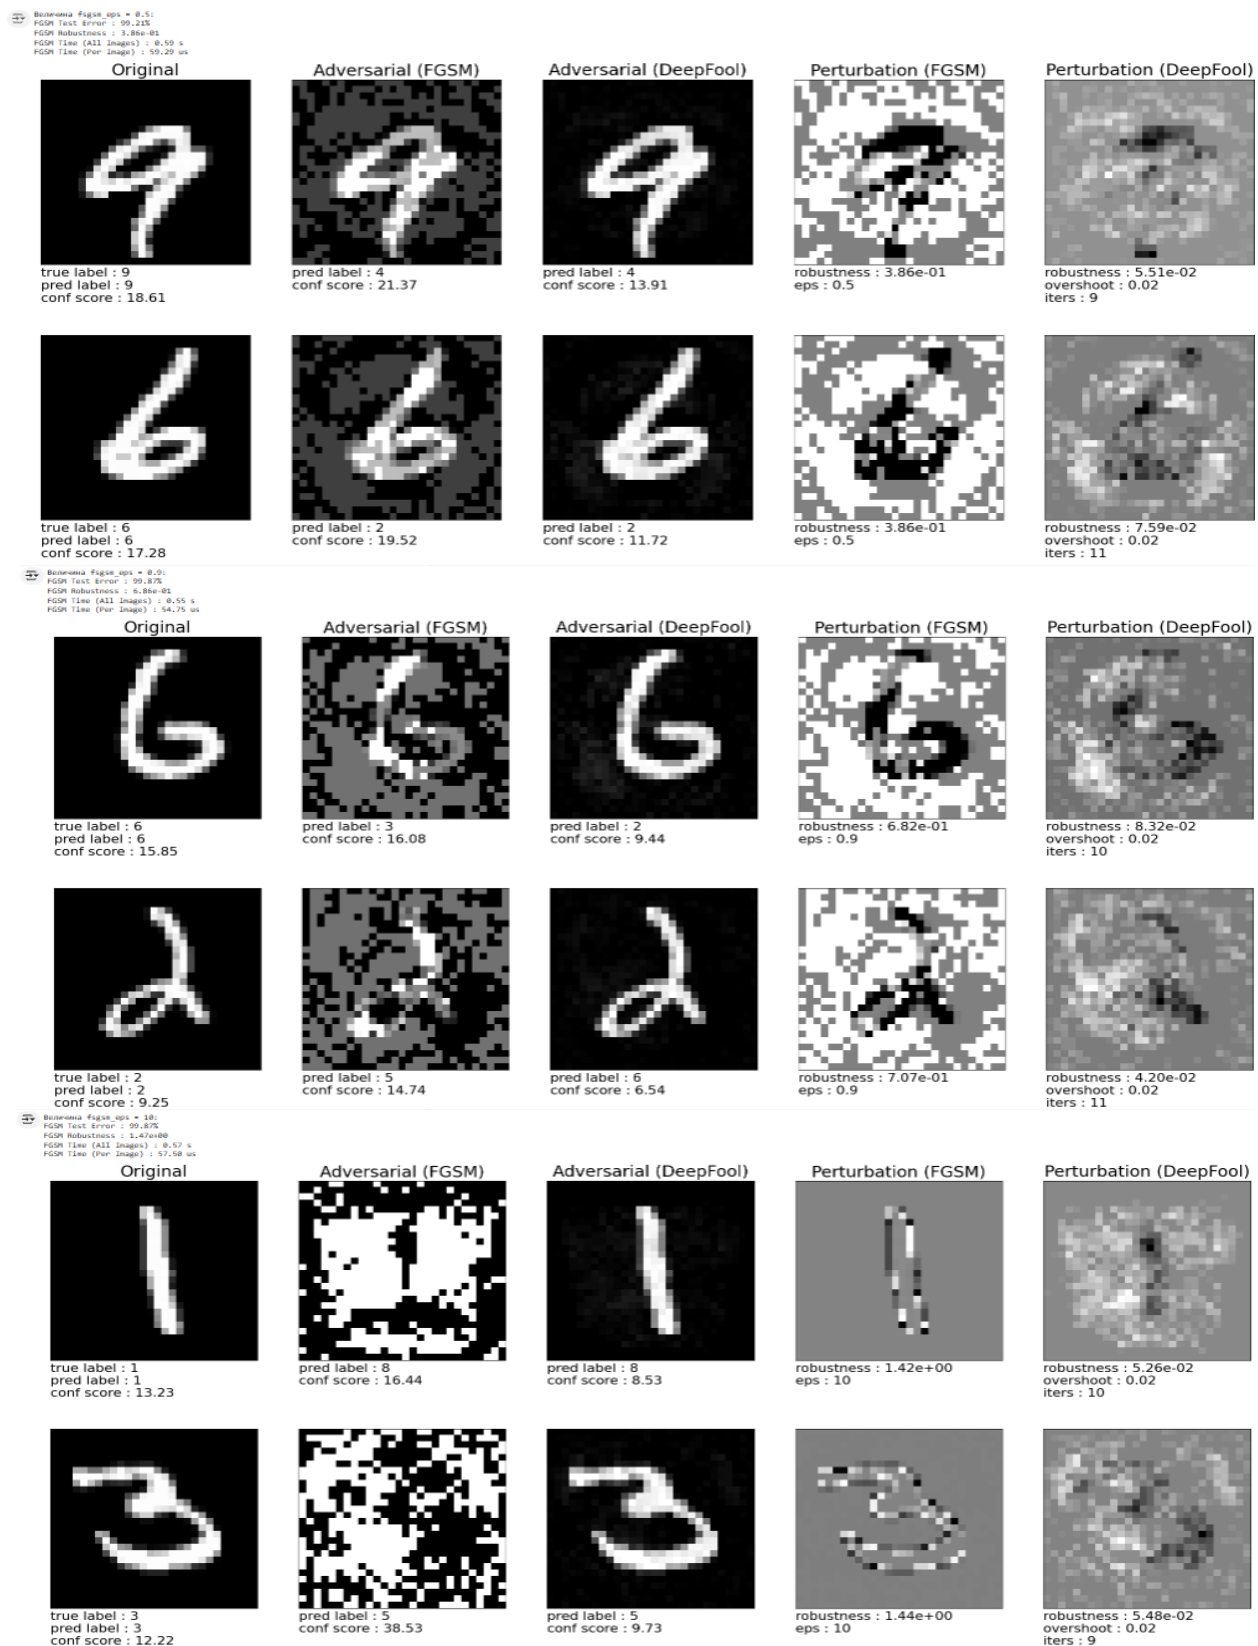 Величина fsgsm_eps = 0.5:
FGSM Test Error : 99.21%
FGSM Robustness : 3.86e-01
FGSM Time (All Images) : 0.59 s
FGSM Time (Per Image) : 59.29 us
Original Adversarial (FGSM) Adversarial (DeepFool) Perturbation (FGSM) Perturbation (DeepFool)
true label : 9 pred label : 4 pred label : 4 robustness : 3.86e-01 robustness : 5.51e-02
pred label : 9 conf score : 21.37 conf score : 13.91 eps : 0.5 overshoot : 0.02
conf score : 18.61 iters : 9
true label : 6 pred label : 2 pred label : 2 robustness : 3.86e-01 robustness : 7.59e-02
pred label : 6 conf score : 19.52 conf score : 11.72 eps : 0.5 overshoot : 0.02
conf score : 17.28 iters : 11
Величина fsgsm_eps = 0.9:
FGSM Test Error : 99.87%
FGSM Robustness : 6.86e-01
FGSM Time (All Images) : 0.55 s
FGSM Time (Per Image) : 54.75 us
Original Adversarial (FGSM) Adversarial (DeepFool) Perturbation (FGSM) Perturbation (DeepFool)
true label : 6 pred label : 3 pred label : 2 robustness : 6.82e-01 robustness : 8.32e-02
pred label : 6 conf score : 16.08 conf score : 9.44 eps : 0.9 overshoot : 0.02
conf score : 15.85 iters : 10
true label : 2 pred label : 5 pred label : 6 robustness : 7.07e-01 robustness : 4.20e-02
pred label : 2 conf score : 14.74 conf score : 6.54 eps : 0.9 overshoot : 0.02
conf score : 9.25 iters : 11
Величина fsgsm_eps = 10:
FGSM Test Error : 99.87%
FGSM Robustness : 1.47e+00
FGSM Time (All Images) : 0.57 s
FGSM Time (Per Image) : 57.50 us
Original Adversarial (FGSM) Adversarial (DeepFool) Perturbation (FGSM) Perturbation (DeepFool)
true label : 1 pred label : 8 pred label : 8 robustness : 1.42e+00 robustness : 5.26e-02
pred label : 1 conf score : 16.44 conf score : 8.53 eps : 10 overshoot : 0.02
conf score : 13.23 iters : 10
true label : 3 pred label : 5 pred label : 5 robustness : 1.44e+00 robustness : 5.48e-02
pred label : 3 conf score : 38.53 conf score : 9.73 eps : 10 overshoot : 0.02
conf score : 12.22 iters : 9